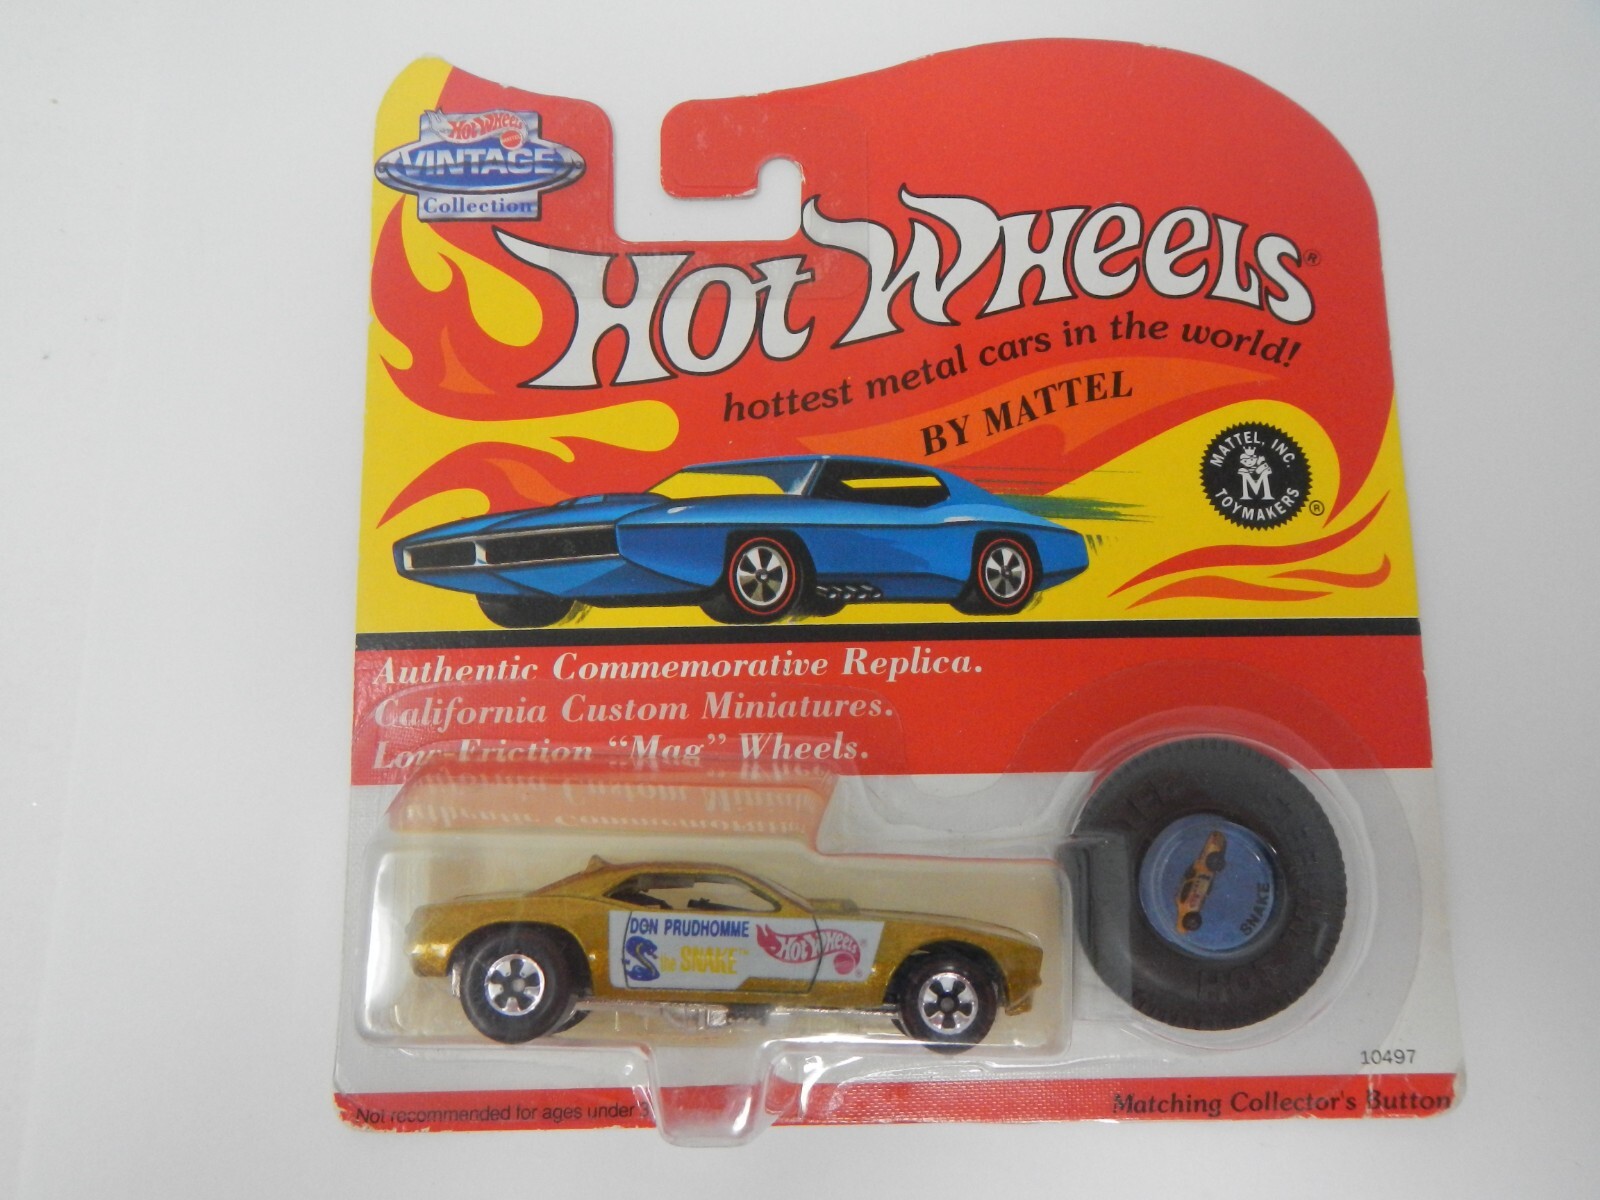 Hot Wheels
VINTAGE
Collection
Hot Wheels®
hottest metal cars in the world!
BY MATTEL
MATTEL, INC.
M
TOYMAKERS
®
Authentic Commemorative Replica.
California Custom Miniatures.
Low-Friction "Mag" Wheels.
DON PRUDHOMME
the SNAKE™
Hot Wheels®
SNAKE
10497
Not recommended for ages under 3
Matching Collector's Button